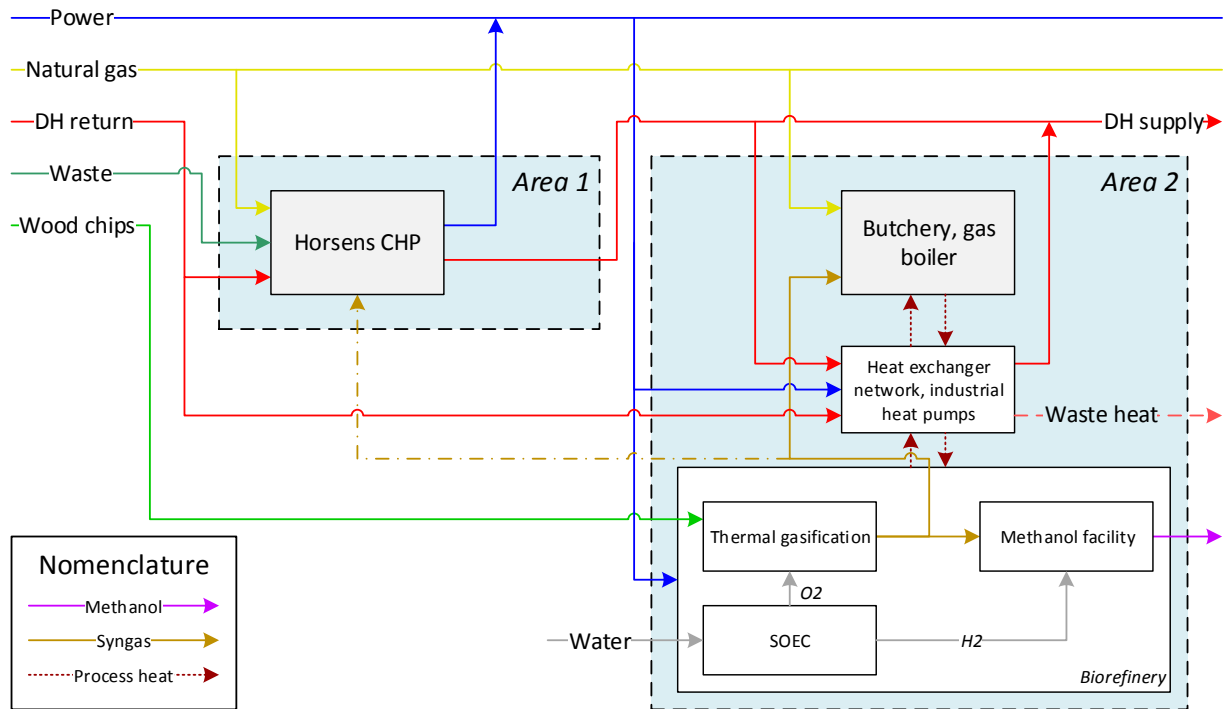 Power
Natural gas
DH return
DH supply
Waste
Area 1
Area 2
Wood chips
Horsens CHP
Butchery, gas
boiler
Heat exchanger
network, industrial
heat pumps
Waste heat
Thermal gasification
Methanol facility
Nomenclature
Methanol
O2
Syngas
Water
SOEC
H2
Process heat
Biorefinery